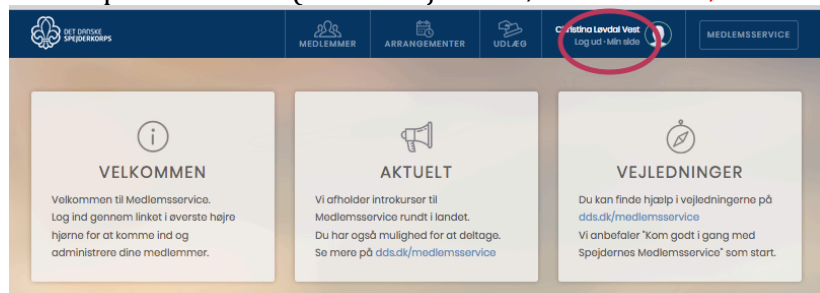 DET DANSKE
SPEJDERKORPS
MEDLEMMER
ARRANGEMENTER
UDLÆG
Christina Løvdal Vest
Log ud · Min side
MEDLEMSSERVICE
VELKOMMEN
Velkommen til Medlemsservice.
Log ind gennem linket i øverste højre
hjørne for at komme ind og
administrere dine medlemmer.
AKTUELT
Vi afholder introkurser til
Medlemsservice rundt i landet.
Du har også mulighed for at deltage.
Se mere på dds.dk/medlemsservice
VEJLEDNINGER
Du kan finde hjælp i vejledningerne på
dds.dk/medlemsservice
Vi anbefaler "Kom godt i gang med
Spejdernes Medlemsservice" som start.